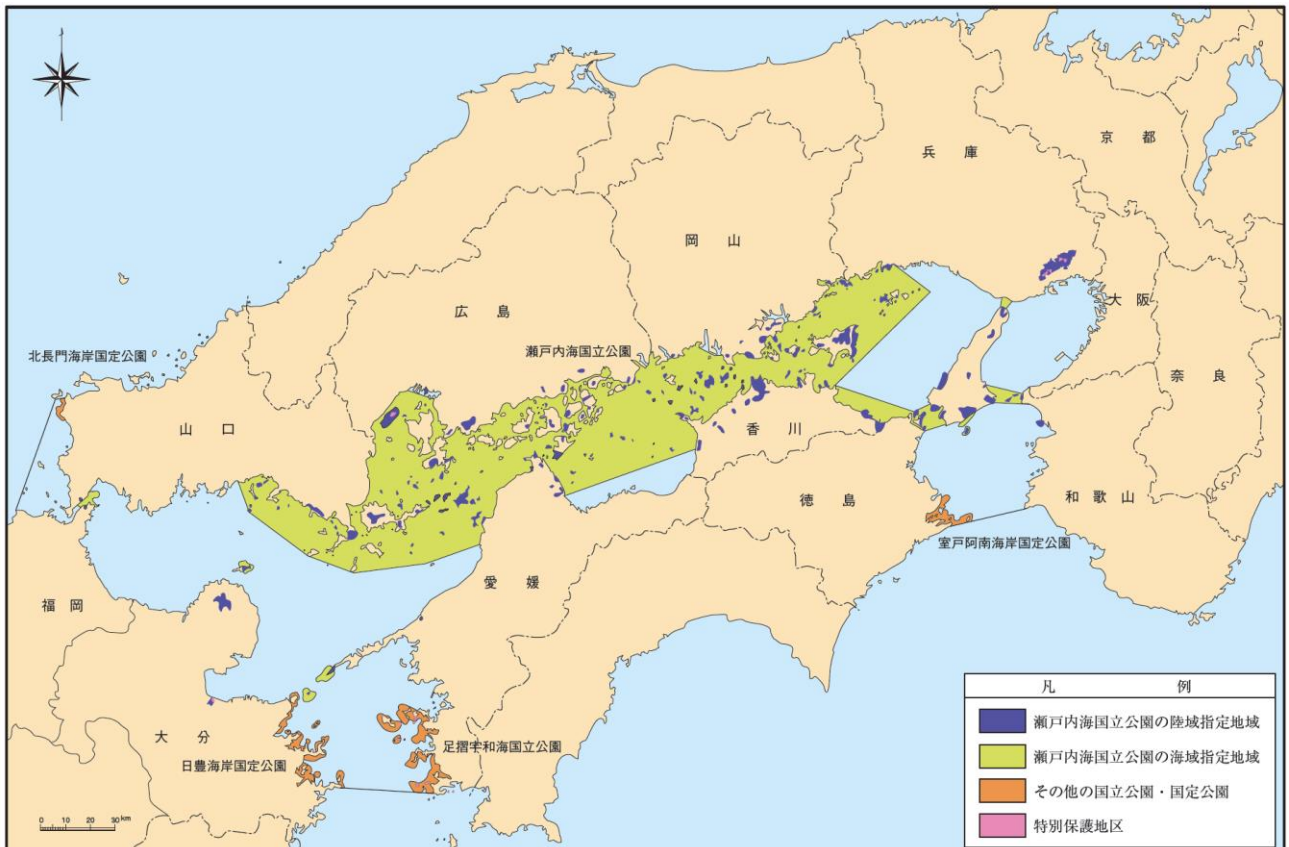 京都
兵庫
岡山
大阪
広島
瀬戸内海国立公園
北長門海岸国定公園
奈良
山口
香川
和歌山
徳島
室戸阿南海岸国定公園
愛媛
福岡
大分
足摺宇和海国立公園
日豊海岸国定公園
0 10 20 30km
凡例
瀬戸内海国立公園の陸域指定地域
瀬戸内海国立公園の海域指定地域
その他の国立公園・国定公園
特別保護地区